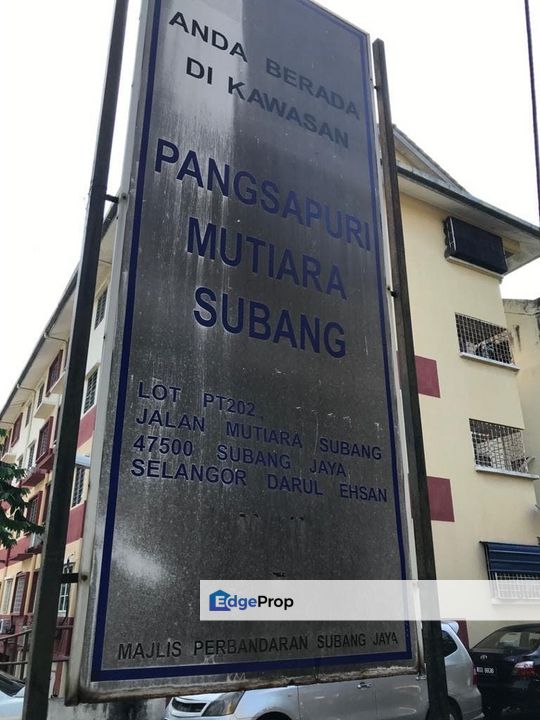 ANDA BERADA
DI KAWASAN
PANGSAPURI
MUTIARA
SUBANG
LOT PT202,
JALAN MUTIARA SUBANG
47500 SUBANG JAYA
SELANGOR DARUL EHSAN
EdgeProp
MAJLIS PERBANDARAN SUBANG JAYA